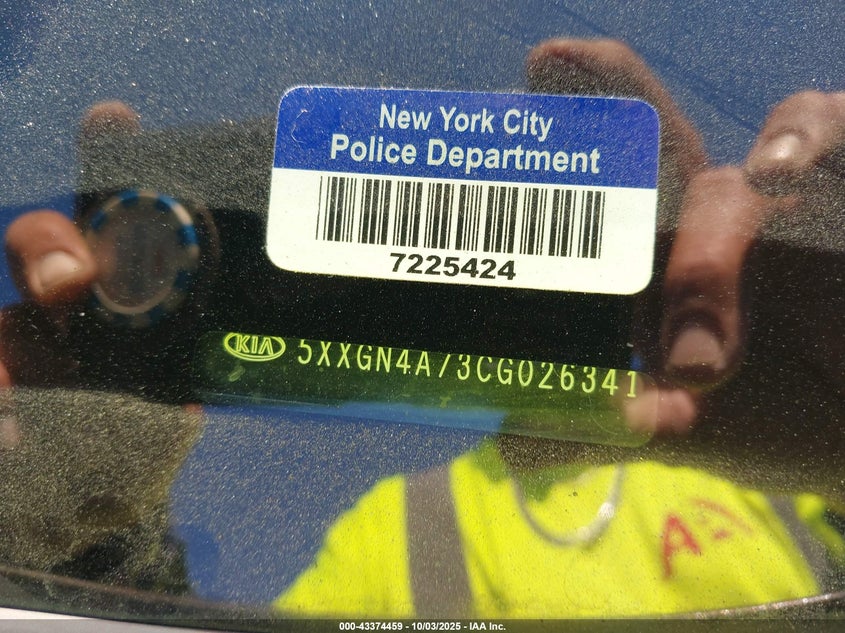 New York City
Police Department
7225424
KIA 5XXGN4A73CG026341
000-43374459 - 10/03/2025 - IAA Inc.